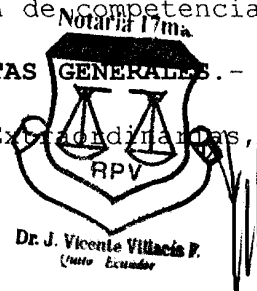 de competencia
Notaría 17ma.
TAS GENERALES.-
Extraordinarias,
RPV
Dr. J. Vicente Villacís F.
Quito Ecuador